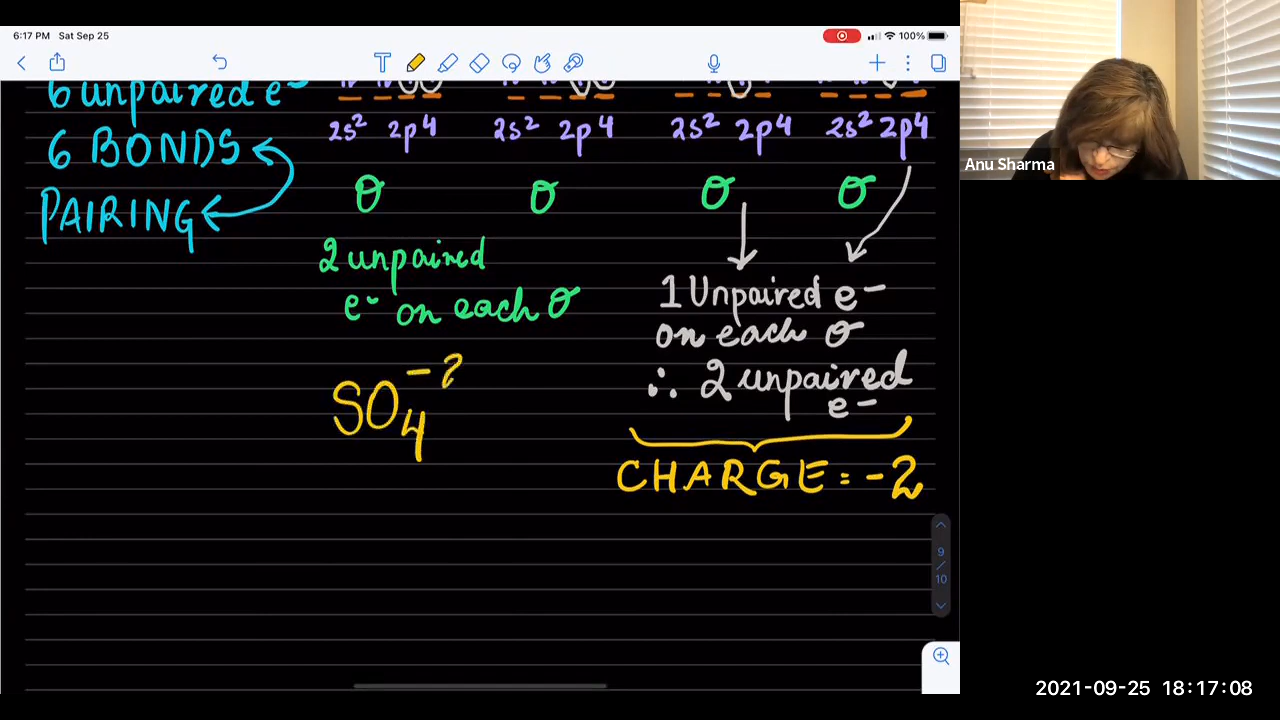 6:17 PM Sat Sep 25
100%
6 unpaired e-
2s² 2p⁴ 2s² 2p⁴ 2s² 2p⁴ 2s² 2p⁴
6 BONDS
Anu Sharma
O O O O
PAIRING
2 unpaired
e- on each O
1 Unpaired e-
on each O
∴ 2 unpaired
e-
SO₄⁻²
CHARGE = -2
9
/
10
2021-09-25 18:17:08